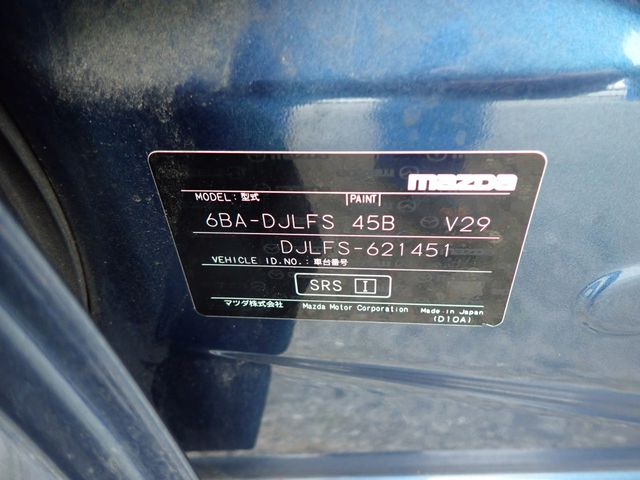 mazda
MODEL: 型式 PAINT
6BA-DJLFS 45B V29
DJLFS-621451
VEHICLE ID.NO.: 車台番号
SRS I
マツダ株式会社 Mazda Motor Corporation Made in Japan
(D10A)